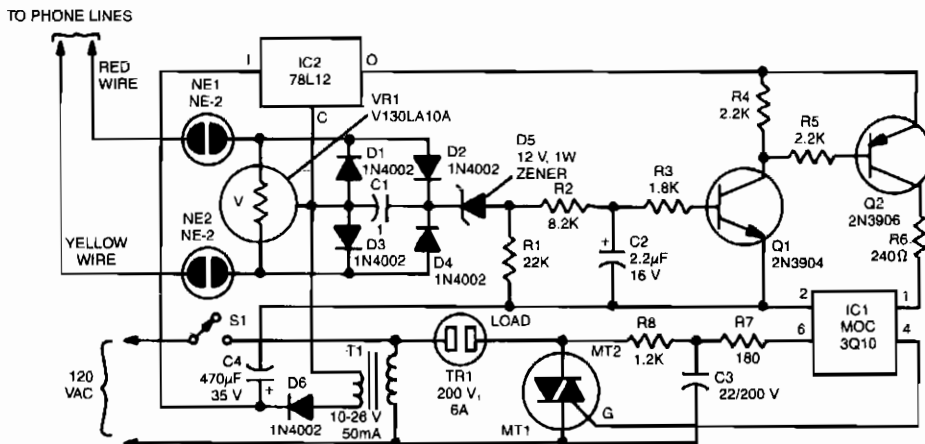 TO PHONE LINES
RED
WIRE
NE1
NE-2
I
IC2
78L12
O
C
VR1
V130LA10A
D1
1N4002
D2
1N4002
D5
12 V, 1W
ZENER
R4
2.2K
R5
2.2K
V
C1
1
R2
8.2K
R3
1.8K
Q2
2N3906
NE2
NE-2
YELLOW
WIRE
D3
1N4002
D4
1N4002
R1
22K
+
C2
2.2µF
16 V
Q1
2N3904
R6
240Ω
S1
LOAD
2
IC1
MOC
3Q10
1
6
4
120
VAC
C4
470µF
35 V
+
D6
1N4002
T1
10-26 V
50mA
TR1
200 V,
6A
MT2
R8
1.2K
R7
180
C3
22/200 V
G
MT1